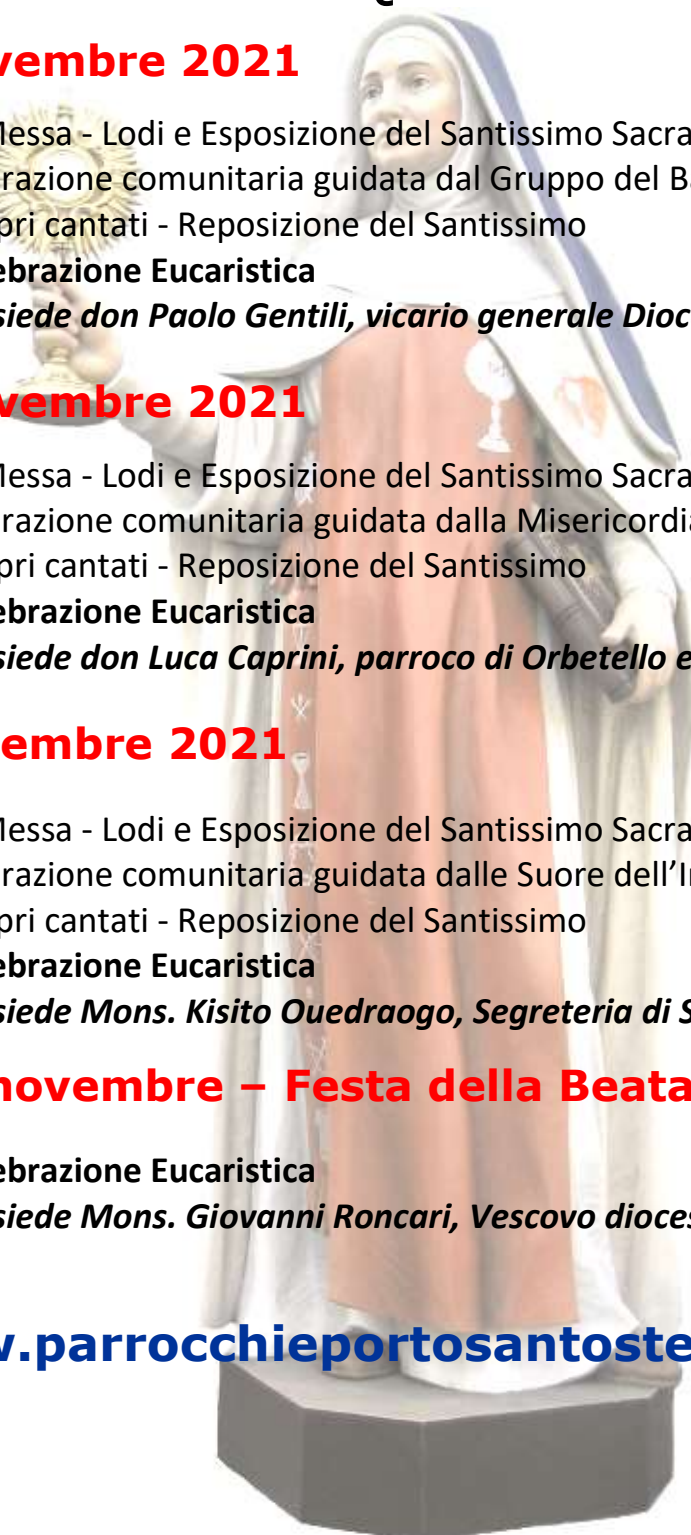 vembre 2021
Messa - Lodi e Esposizione del Santissimo Sacra
razione comunitaria guidata dal Gruppo del Ba
pri cantati - Reposizione del Santissimo
ebrazione Eucaristica
siede don Paolo Gentili, vicario generale Dioc
vembre 2021
Messa - Lodi e Esposizione del Santissimo Sacra
razione comunitaria guidata dalla Misericordia
pri cantati - Reposizione del Santissimo
ebrazione Eucaristica
siede don Luca Caprini, parroco di Orbetello e
embre 2021
Messa - Lodi e Esposizione del Santissimo Sacra
razione comunitaria guidata dalle Suore dell’I
pri cantati - Reposizione del Santissimo
ebrazione Eucaristica
siede Mons. Kisito Ouedraogo, Segreteria di S
novembre – Festa della Beata
ebrazione Eucaristica
siede Mons. Giovanni Roncari, Vescovo dioces
w.parrocchieportosantoste